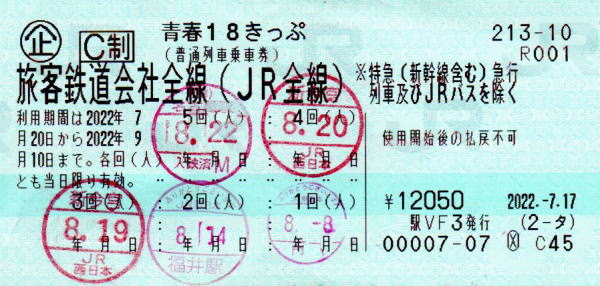 企 C制 青春18きっぷ 213-10
(普通列車乗車券) R001
旅客鉄道会社全線(JR全線) ※特急(新幹線含む)急行
列車及びJRバスを除く
利用期間は2022年7
月20日から2022年9
月10日まで。各回(人)
とも当日限り有効。
5回(人) : 4回(人)
年 月 日 : 年 月 日
8.22
M
8.20
JR
西日本
使用開始後の払戻不可
3回(人) : 2回(人) : 1回(人)
年 月 日 : 年 月 日 : 年 月 日
8.19
JR
西日本
8.14
福井駅
8.-8
¥12050 2022.-7.17
駅VF3発行 (2-タ)
00007-07 C45